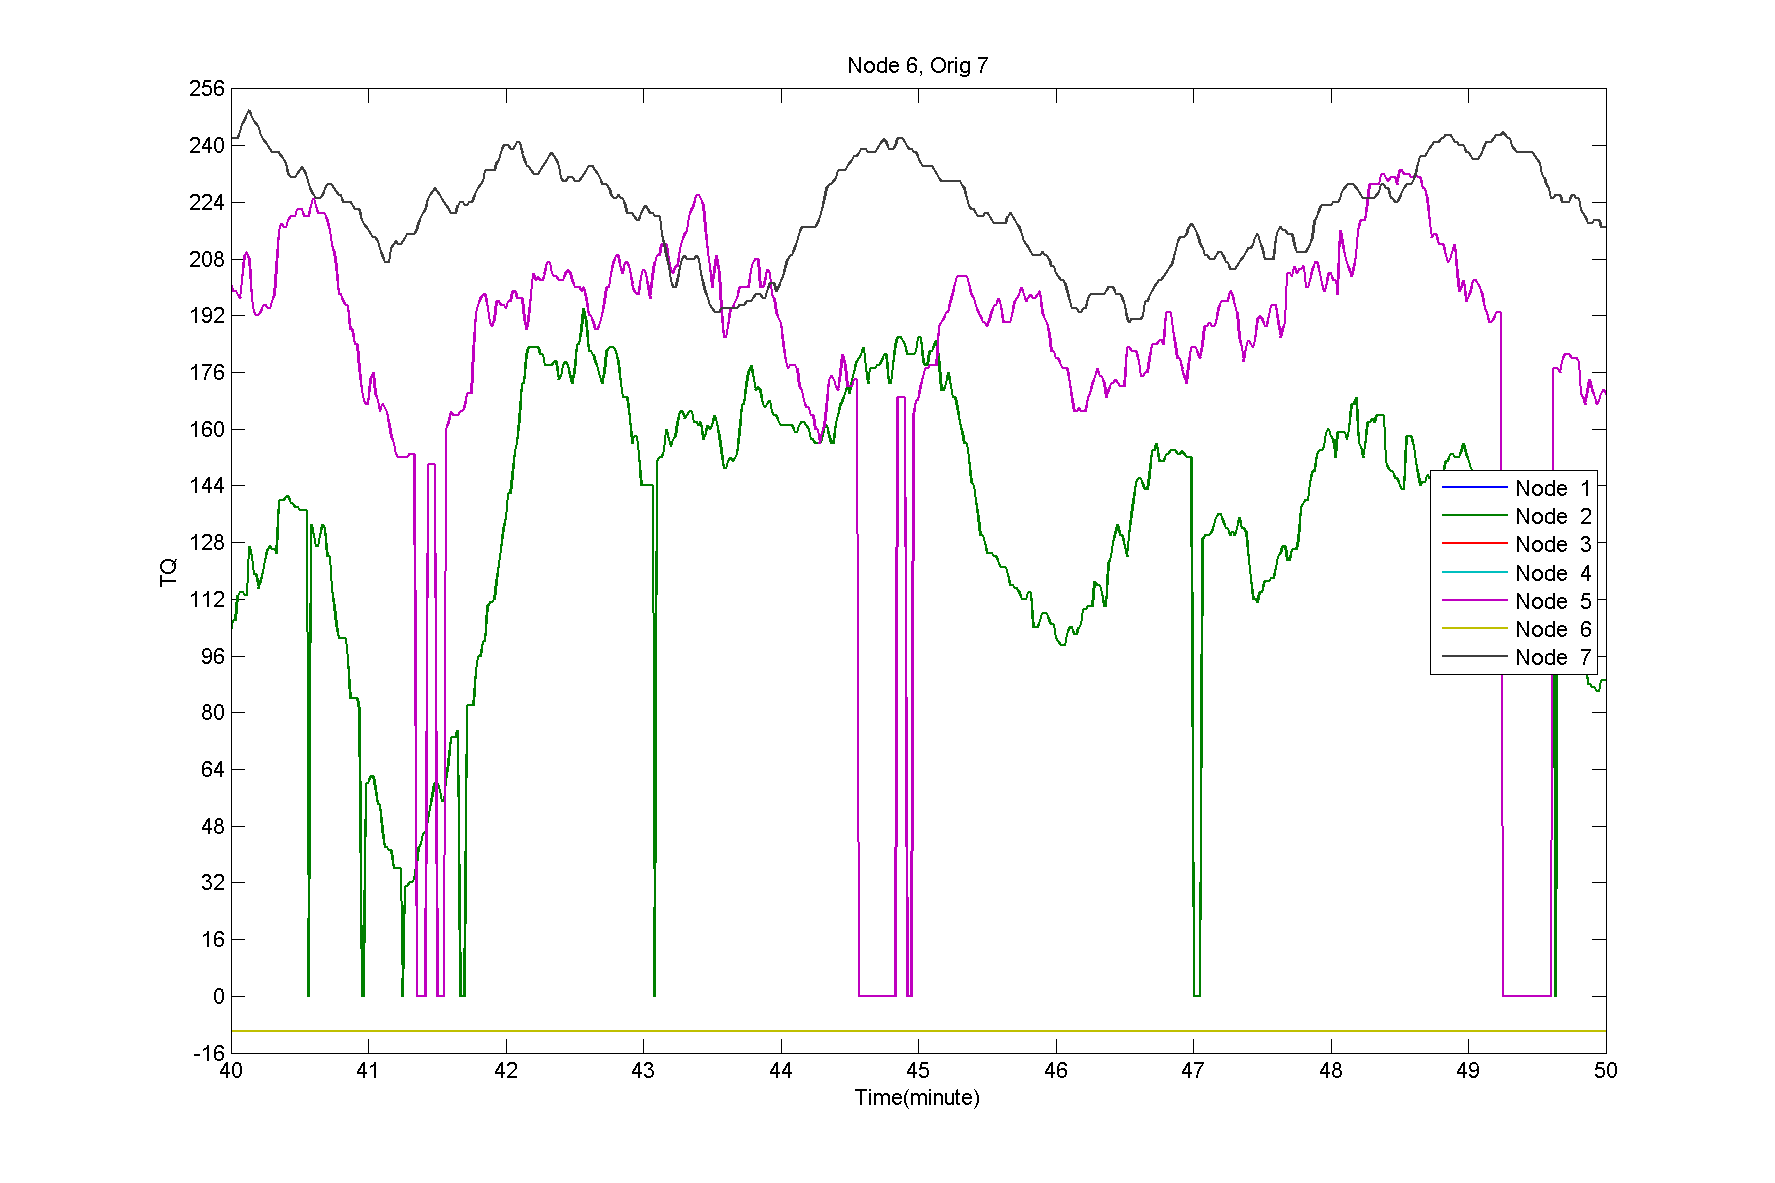 Node 6, Orig 7
256
240
224
208
192
176
160
144
128
112
96
80
64
48
32
16
0
-16
TQ
Node 1
Node 2
Node 3
Node 4
Node 5
Node 6
Node 7
40 41 42 43 44 45 46 47 48 49 50
Time(minute)